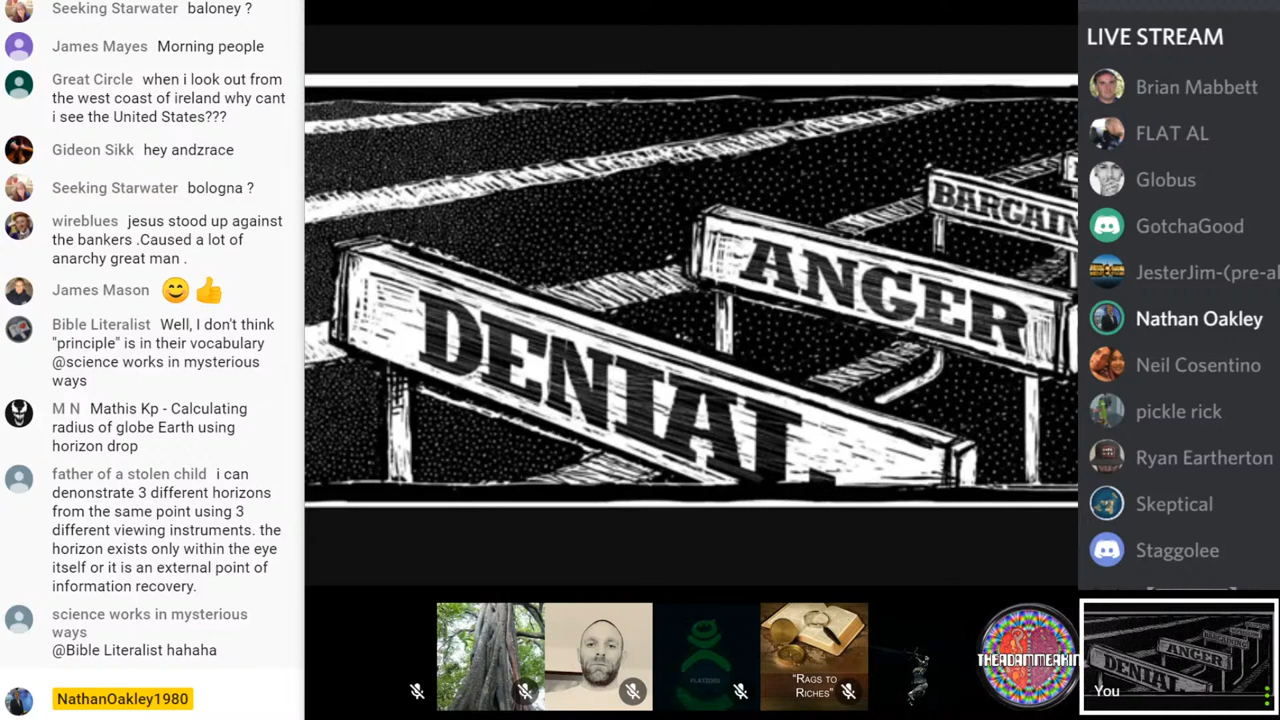 Seeking Starwater baloney ?
James Mayes Morning people
Great Circle when i look out from
the west coast of ireland why cant
i see the United States???
Gideon Sikk hey andzrace
Seeking Starwater bologna ?
wireblues jesus stood up against
the bankers .Caused a lot of
anarchy great man .
James Mason
Bible Literalist Well, I don't think
"principle" is in their vocabulary
@science works in mysterious
ways
M N Mathis Kp - Calculating
radius of globe Earth using
horizon drop
father of a stolen child i can
denonstrate 3 different horizons
from the same point using 3
different viewing instruments. the
horizon exists only within the eye
itself or it is an external point of
information recovery.
science works in mysterious
ways
@Bible Literalist hahaha
NathanOakley1980
DENIAL
ANGER
BARGAIN
LIVE STREAM
Brian Mabbett
FLAT AL
Globus
GotchaGood
JesterJim-(pre-al
Nathan Oakley
Neil Cosentino
pickle rick
Ryan Eartherton
Skeptical
Staggolee
"RAGS TO
RICHES"
THEADAMMEAKIN
DENIAL
ANGER
BARGAINING
You